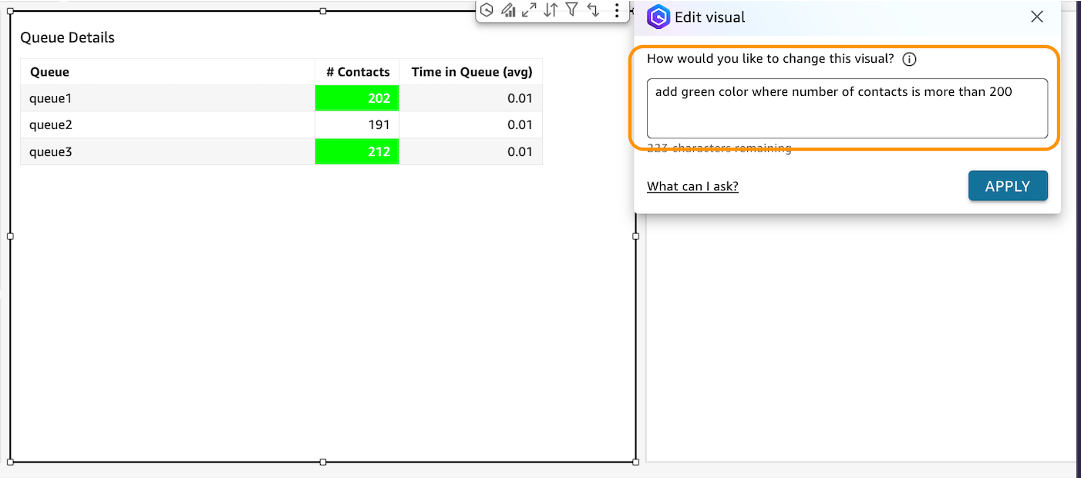 Queue Details
Queue # Contacts Time in Queue (avg)
queue1 202 0.01
queue2 191 0.01
queue3 212 0.01
Edit visual
How would you like to change this visual?
add green color where number of contacts is more than 200
223 characters remaining
What can I ask?
APPLY